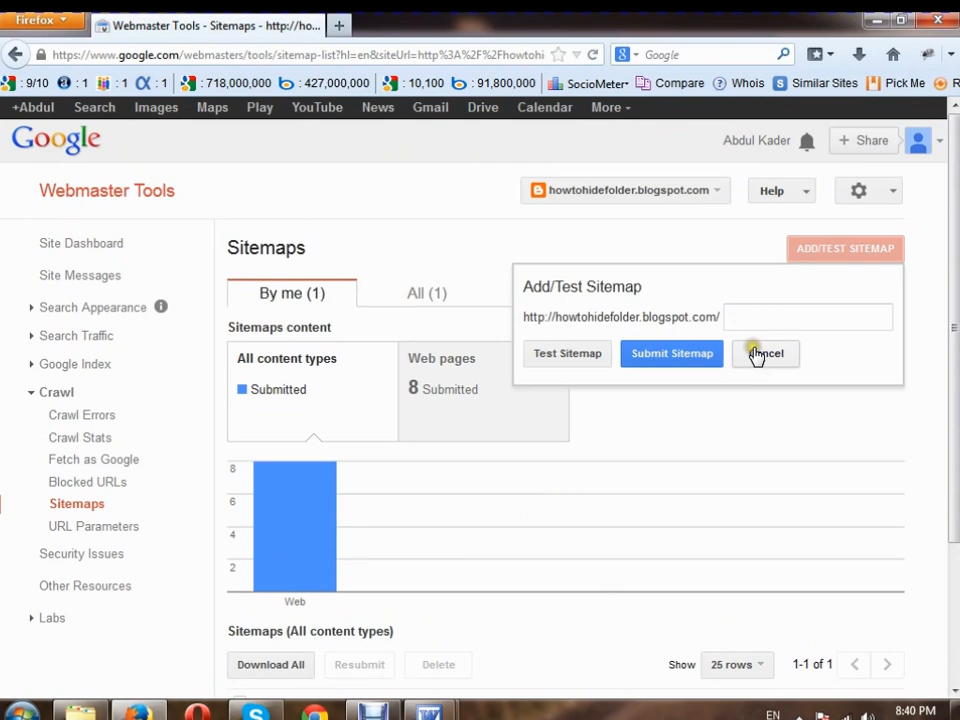 Firefox
Webmaster Tools - Sitemaps - http://ho...
https://www.google.com/webmasters/tools/sitemap-list?hl=en&siteUrl=http%3A%2F%2Fhowtohi
Google
: 9/10
: 1
: 1
: 1
: 718,000,000
: 427,000,000
: 10,100
: 91,800,000
SocioMeter
Compare
Whois
Similar Sites
Pick Me
+Abdul Search Images Maps Play YouTube News Gmail Drive Calendar More
Google
Abdul Kader
+ Share
Webmaster Tools
howtohidefolder.blogspot.com
Help
Site Dashboard
Site Messages
Search Appearance
Search Traffic
Google Index
Crawl
Crawl Errors
Crawl Stats
Fetch as Google
Blocked URLs
Sitemaps
URL Parameters
Security Issues
Other Resources
Labs
Sitemaps
ADD/TEST SITEMAP
By me (1)
All (1)
Add/Test Sitemap
http://howtohidefolder.blogspot.com/
Test Sitemap
Submit Sitemap
Sitemaps content
All content types
Submitted
Web pages
8 Submitted
8
6
4
2
Web
Sitemaps (All content types)
Download All
Resubmit
Delete
Show
25 rows
1-1 of 1
EN
8:40 PM